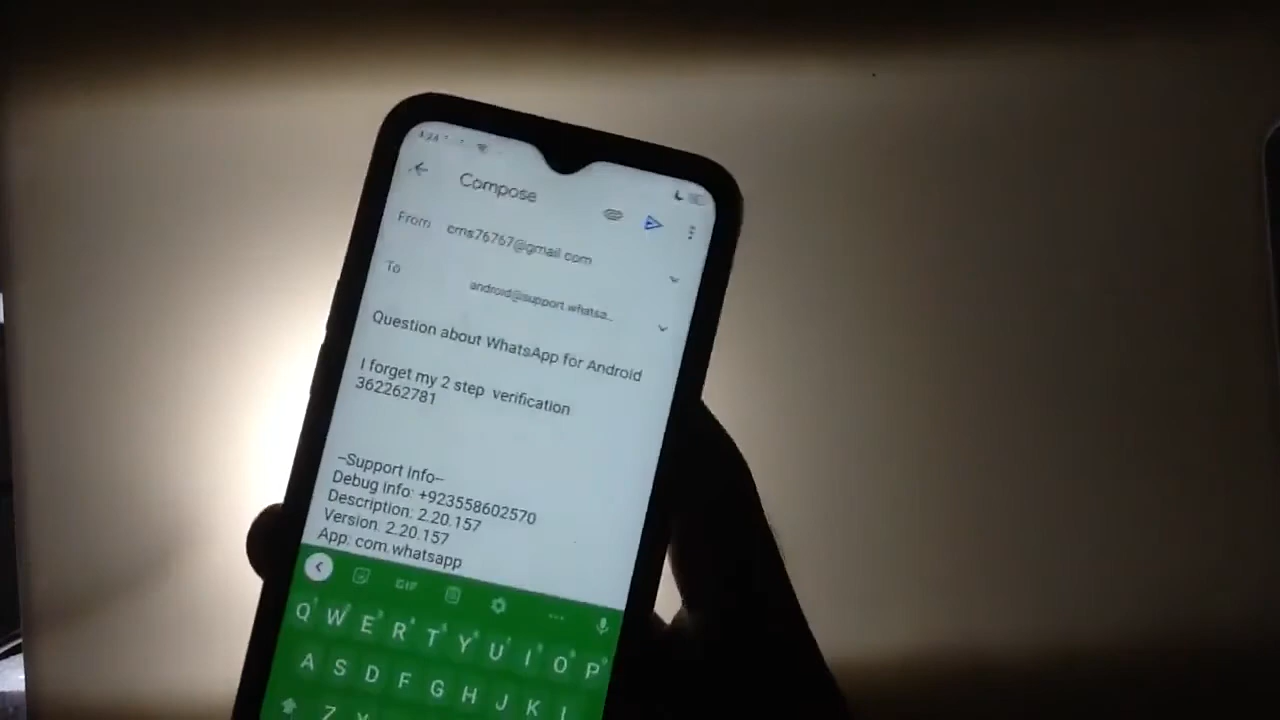 Compose
From cms76767@gmail.com
To
android@support.whatsa...
Question about WhatsApp for Android
I forget my 2 step verification
362262781
--Support Info--
Debug info: +923558602570
Description: 2.20.157
Version: 2.20.157
App: com.whatsapp
GIF
Q W E R T Y U I O P
A S D F G H J K L
Z